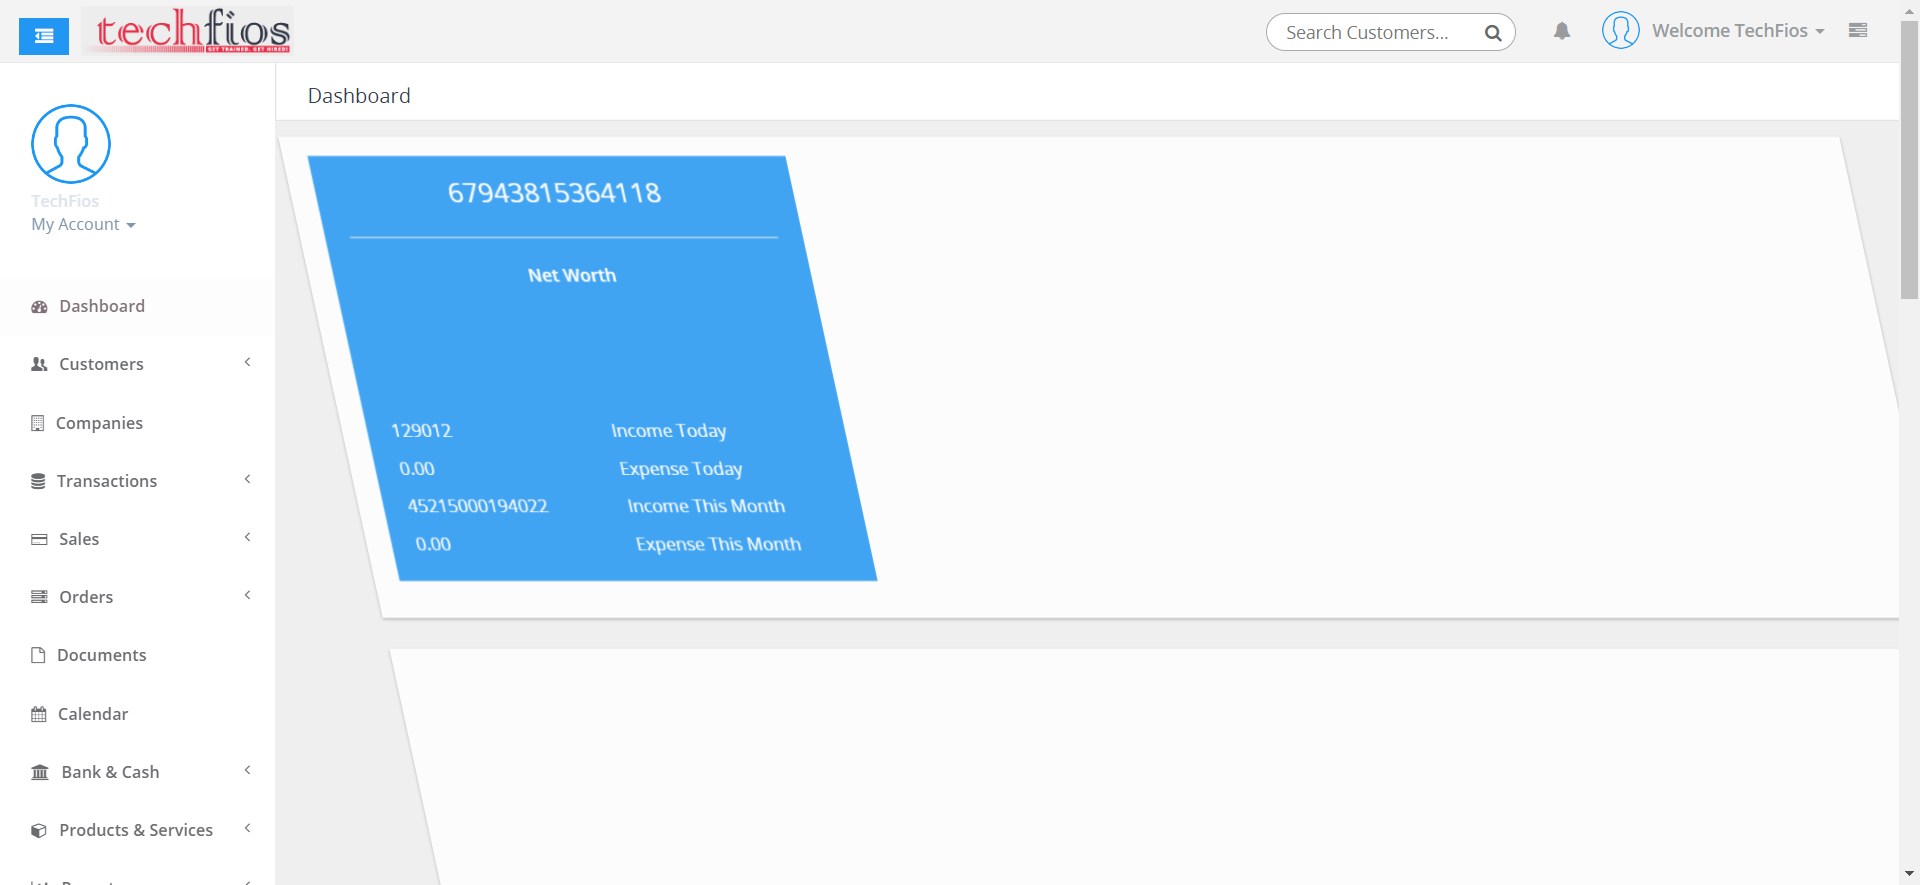 techfios
GET TRAINED. GET HIRED!
Search Customers...
Welcome TechFios
TechFios
My Account
Dashboard
Customers
Companies
Transactions
Sales
Orders
Documents
Calendar
Bank & Cash
Products & Services
Dashboard
67943815364118
Net Worth
129012 Income Today
0.00 Expense Today
45215000194022 Income This Month
0.00 Expense This Month